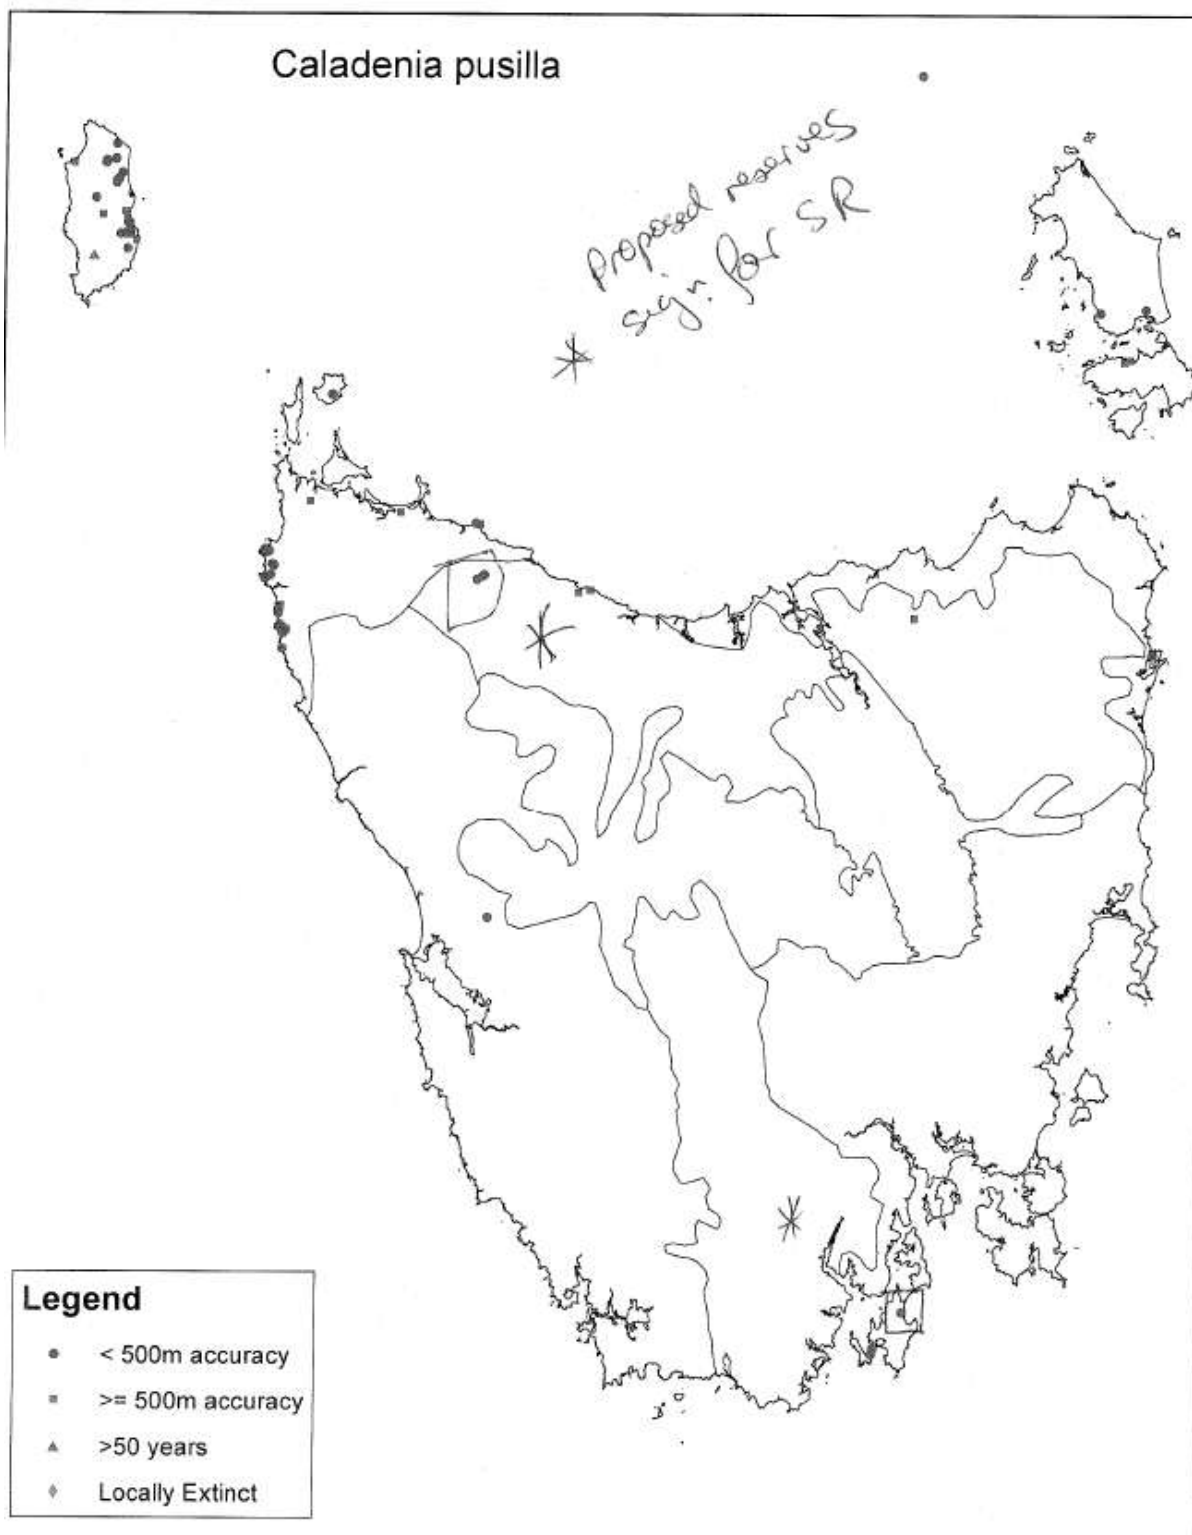 Caladenia pusilla
proposed reserves
sign. for SR
Legend
< 500m accuracy
>= 500m accuracy
>50 years
Locally Extinct